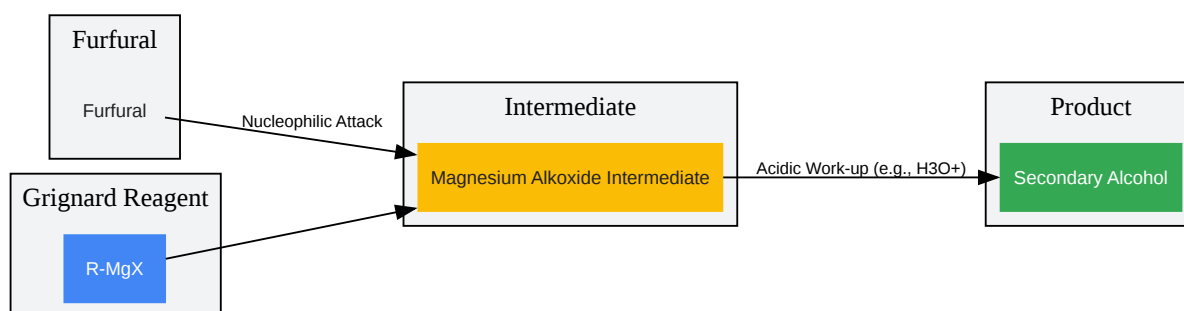 Furfural
Furfural
Nucleophilic Attack
Grignard Reagent
R-MgX
Intermediate
Magnesium Alkoxide Intermediate
Acidic Work-up (e.g., H3O+)
Product
Secondary Alcohol